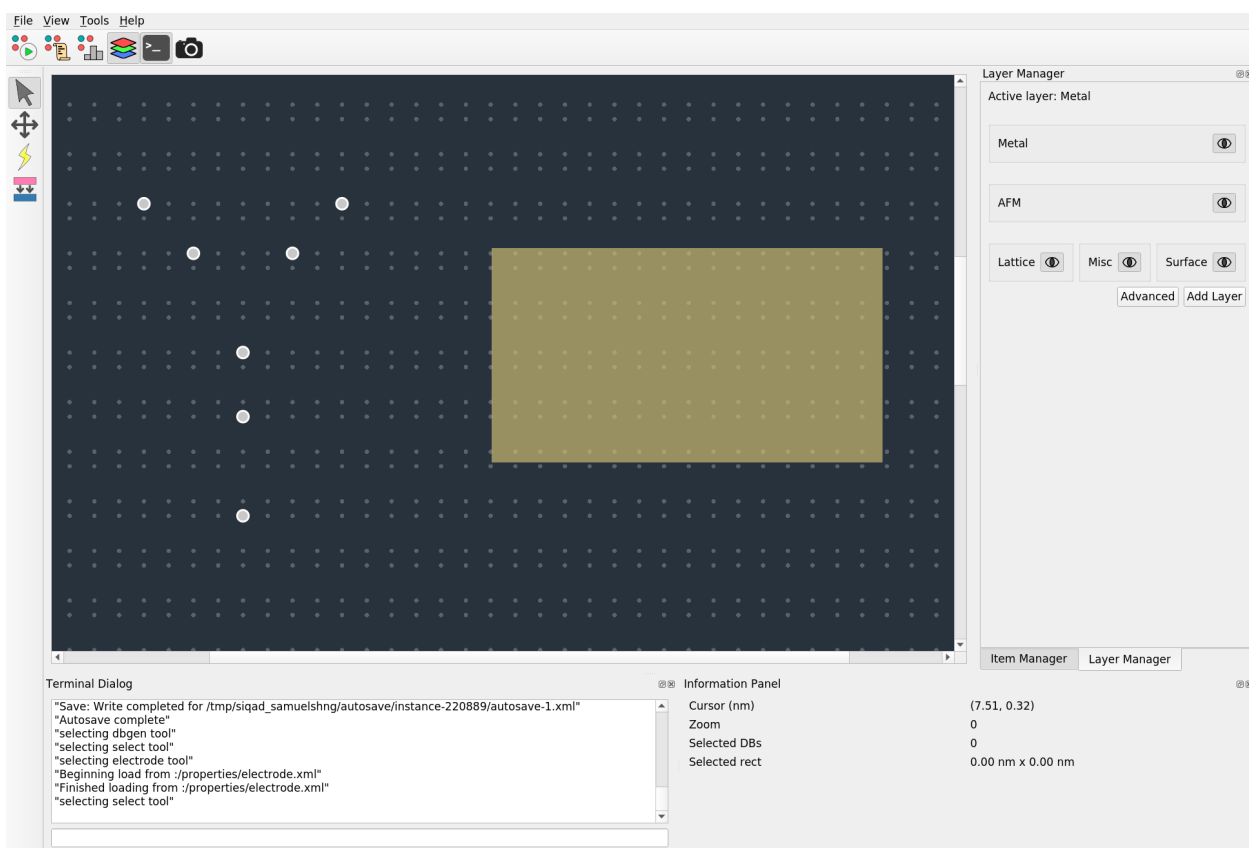 File View Tools Help
>_
Layer Manager
Active layer: Metal
Metal
AFM
Lattice Misc Surface
Advanced Add Layer
Item Manager Layer Manager
Terminal Dialog
"Save: Write completed for /tmp/siqad_samuelshng/autosave/instance-220889/autosave-1.xml"
"Autosave complete"
"selecting dbgen tool"
"selecting select tool"
"selecting electrode tool"
"Beginning load from :/properties/electrode.xml"
"Finished loading from :/properties/electrode.xml"
"selecting select tool"
Information Panel
Cursor (nm) (7.51, 0.32)
Zoom 0
Selected DBs 0
Selected rect 0.00 nm x 0.00 nm